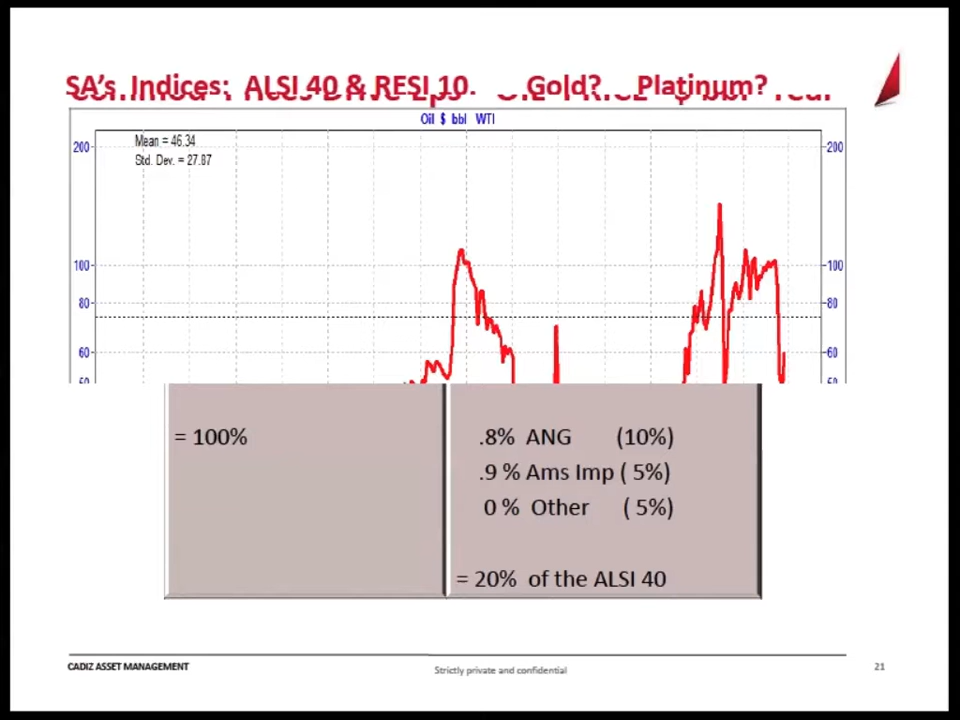 SA's Indices: ALSI 40 & RESI 10. Gold? Platinum?
Oil $ bbl WTI
Mean = 46.34
Std. Dev. = 27.87
200 200
100 100
80 80
60 60
= 100% .8% ANG (10%)
.9 % Ams Imp ( 5%)
0 % Other ( 5%)
= 20% of the ALSI 40
CADIZ ASSET MANAGEMENT Strictly private and confidential 21